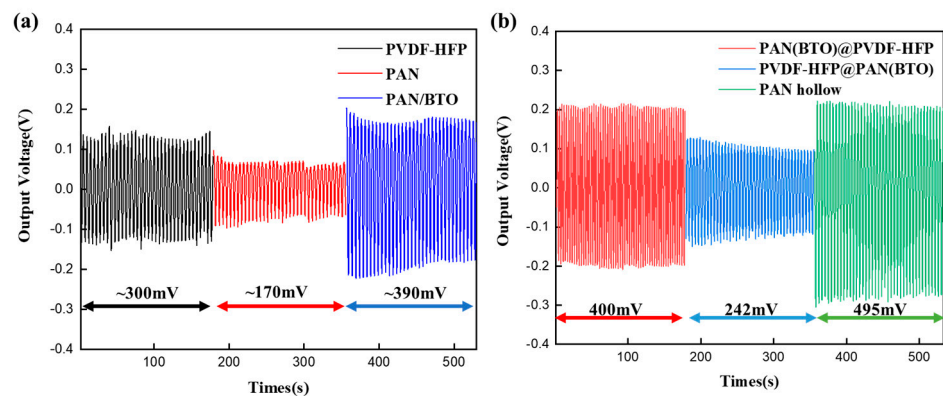 (a)
PVDF-HFP
PAN
PAN/BTO
Output Voltage(V)
0.4
0.3
0.2
0.1
0.0
-0.1
-0.2
-0.3
-0.4
~300mV
~170mV
~390mV
100
200
300
400
500
Times(s)
(b)
PAN(BTO)@PVDF-HFP
PVDF-HFP@PAN(BTO)
PAN hollow
Output Voltage(V)
0.4
0.3
0.2
0.1
0.0
-0.1
-0.2
-0.3
-0.4
400mV
242mV
495mV
100
200
300
400
500
Times(s)